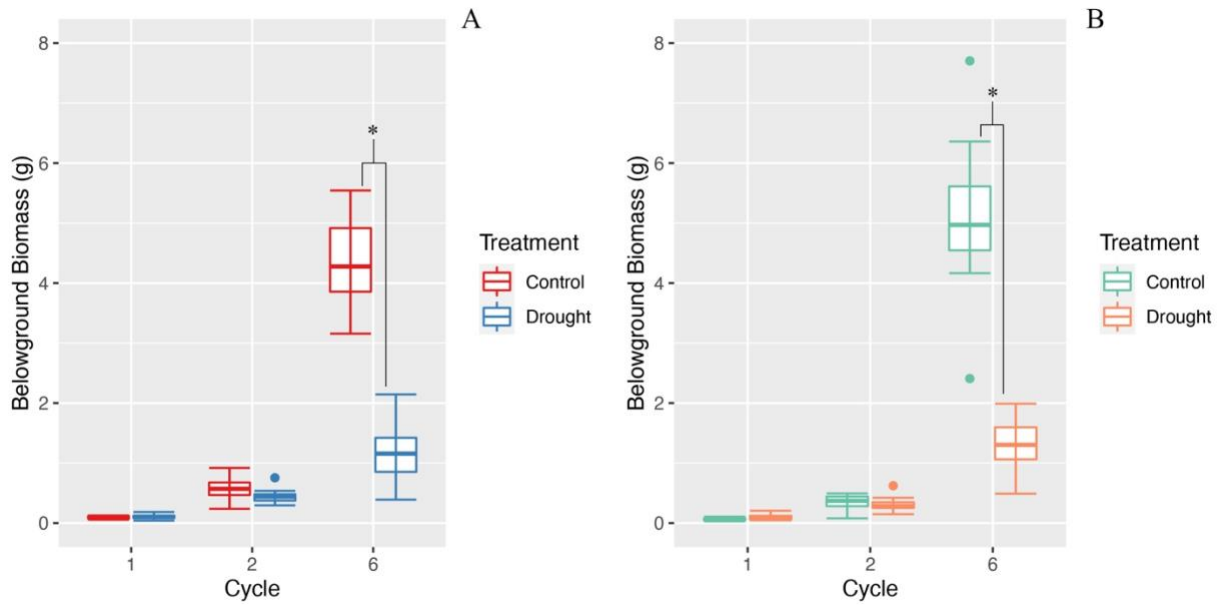 A
8
6
4
2
0
Belowground Biomass (g)
*
1 2 6
Cycle
Treatment
Control
Drought
B
8
6
4
2
0
Belowground Biomass (g)
*
1 2 6
Cycle
Treatment
Control
Drought